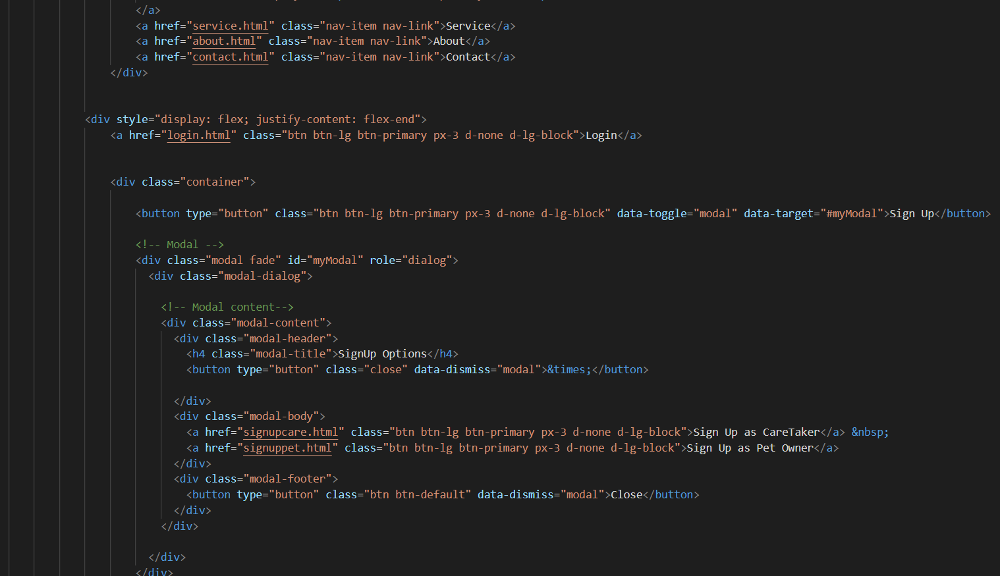 </a>
<a href="service.html" class="nav-item nav-link">Service</a>
<a href="about.html" class="nav-item nav-link">About</a>
<a href="contact.html" class="nav-item nav-link">Contact</a>
</div>
<div style="display: flex; justify-content: flex-end">
<a href="login.html" class="btn btn-lg btn-primary px-3 d-none d-lg-block">Login</a>
<div class="container">
<button type="button" class="btn btn-lg btn-primary px-3 d-none d-lg-block" data-toggle="modal" data-target="#myModal">Sign Up</button>
<!-- Modal -->
<div class="modal fade" id="myModal" role="dialog">
<div class="modal-dialog">
<!-- Modal content-->
<div class="modal-content">
<div class="modal-header">
<h4 class="modal-title">SignUp Options</h4>
<button type="button" class="close" data-dismiss="modal">&times;</button>
</div>
<div class="modal-body">
<a href="signupcare.html" class="btn btn-lg btn-primary px-3 d-none d-lg-block">Sign Up as CareTaker</a> &nbsp;
<a href="signuppet.html" class="btn btn-lg btn-primary px-3 d-none d-lg-block">Sign Up as Pet Owner</a>
</div>
<div class="modal-footer">
<button type="button" class="btn btn-default" data-dismiss="modal">Close</button>
</div>
</div>
</div>
</div>